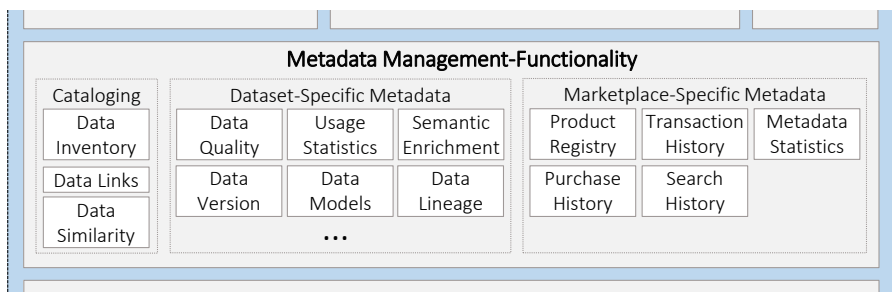 Metadata Management-Functionality
Cataloging
Data
Inventory
Data Links
Data
Similarity
Dataset-Specific Metadata
Data
Quality
Usage
Statistics
Semantic
Enrichment
Data
Version
Data
Models
Data
Lineage
...
Marketplace-Specific Metadata
Product
Registry
Transaction
History
Metadata
Statistics
Purchase
History
Search
History